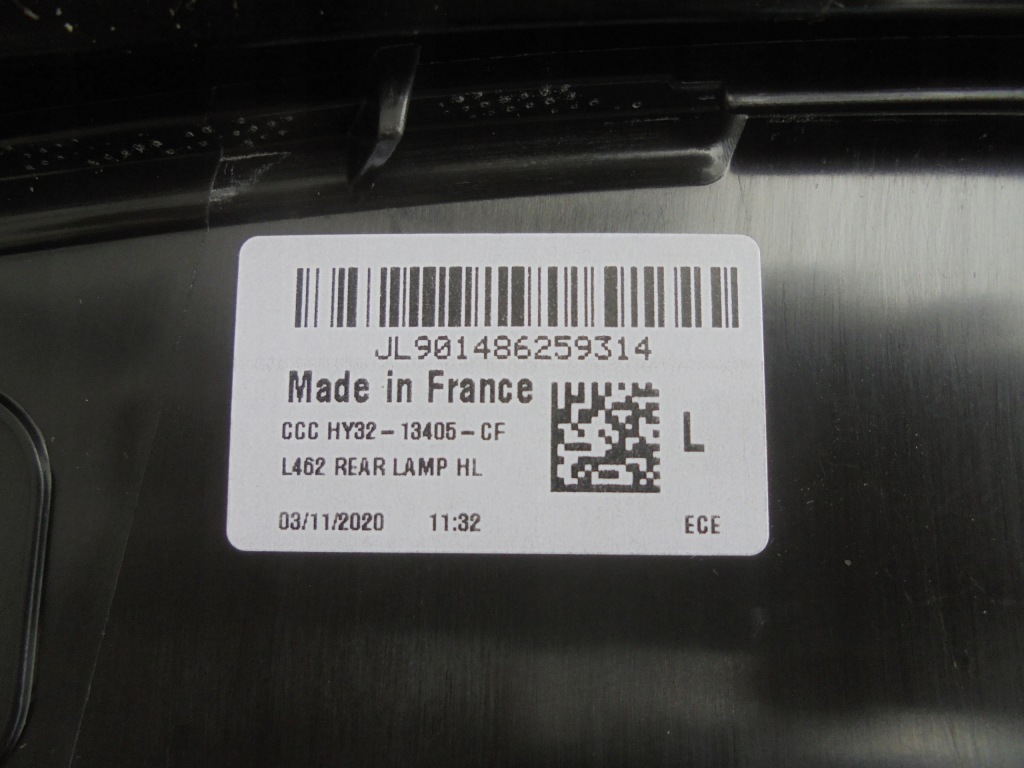 JL901486259314
Made in France
CCC HY32-13405-CF
L
L462 REAR LAMP HL
03/11/2020 11:32 ECE